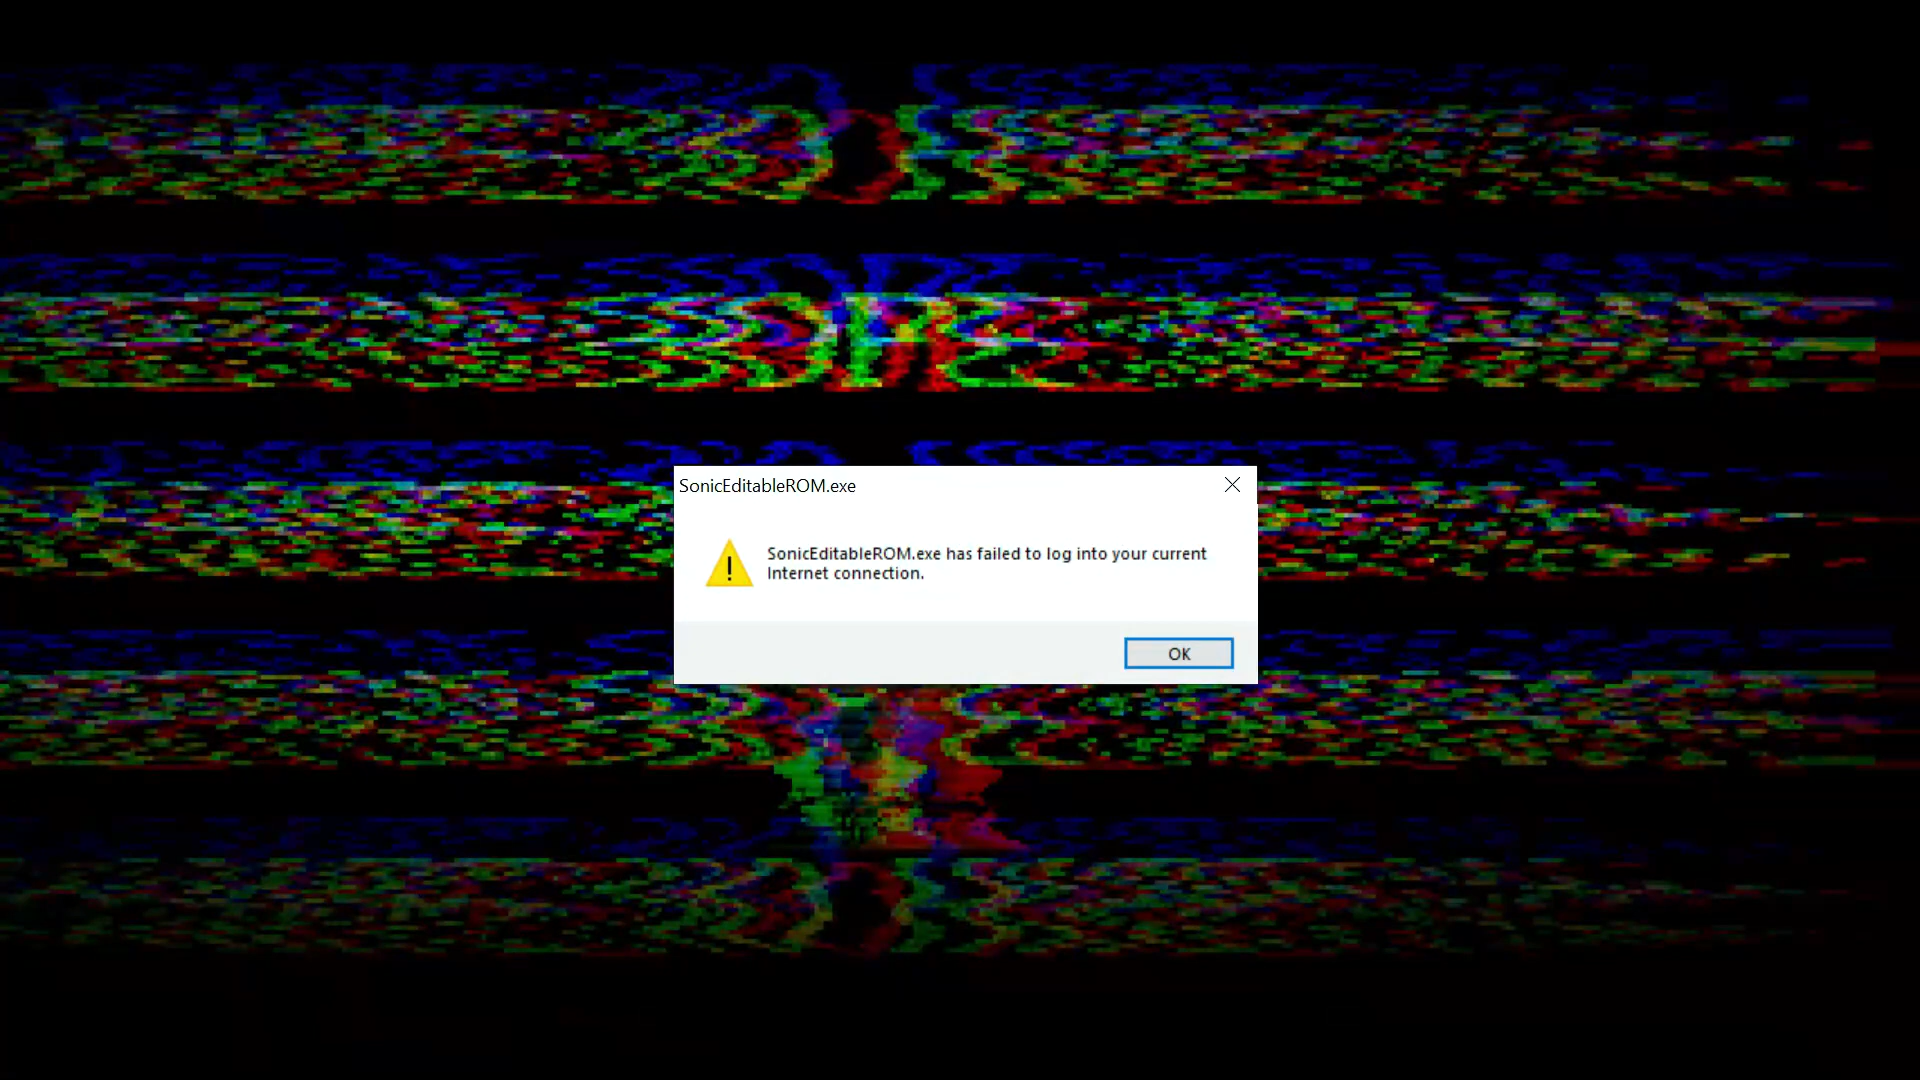 SonicEditableROM.exe
SonicEditableROM.exe has failed to log into your current
Internet connection.
OK